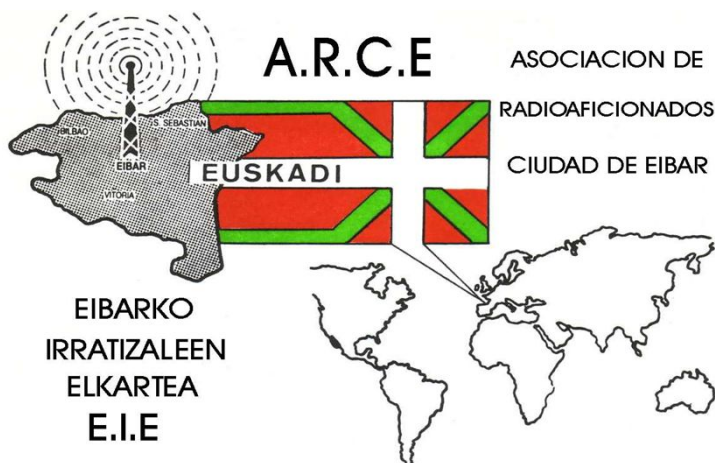 A.R.C.E
ASOCIACION DE
RADIOAFICIONADOS
CIUDAD DE EIBAR
BILBAO
S. SEBASTIAN
EIBAR
VITORIA
EUSKADI
EIBARKO
IRRATIZALEEN
ELKARTEA
E.I.E